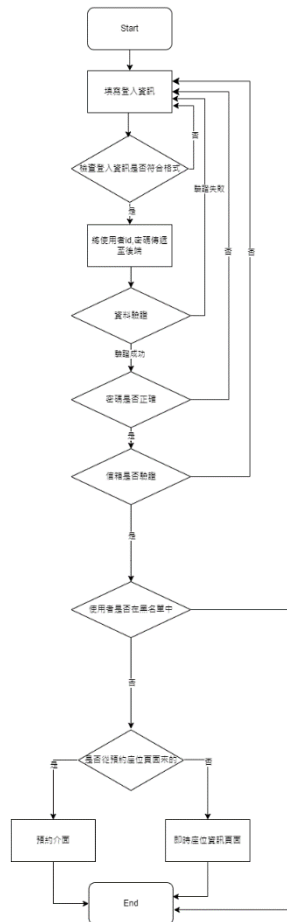 Start
填寫登入資訊
否
檢查登入資訊是否符合格式
驗證失敗
是
將使用者id,密碼傳遞
至後端
否
否
資料驗證
驗證成功
密碼是否正確
是
信箱是否驗證
是
使用者是否在黑名單中
否
是否從預約座位頁面來的
是
否
預約介面
即時座位資訊頁面
End